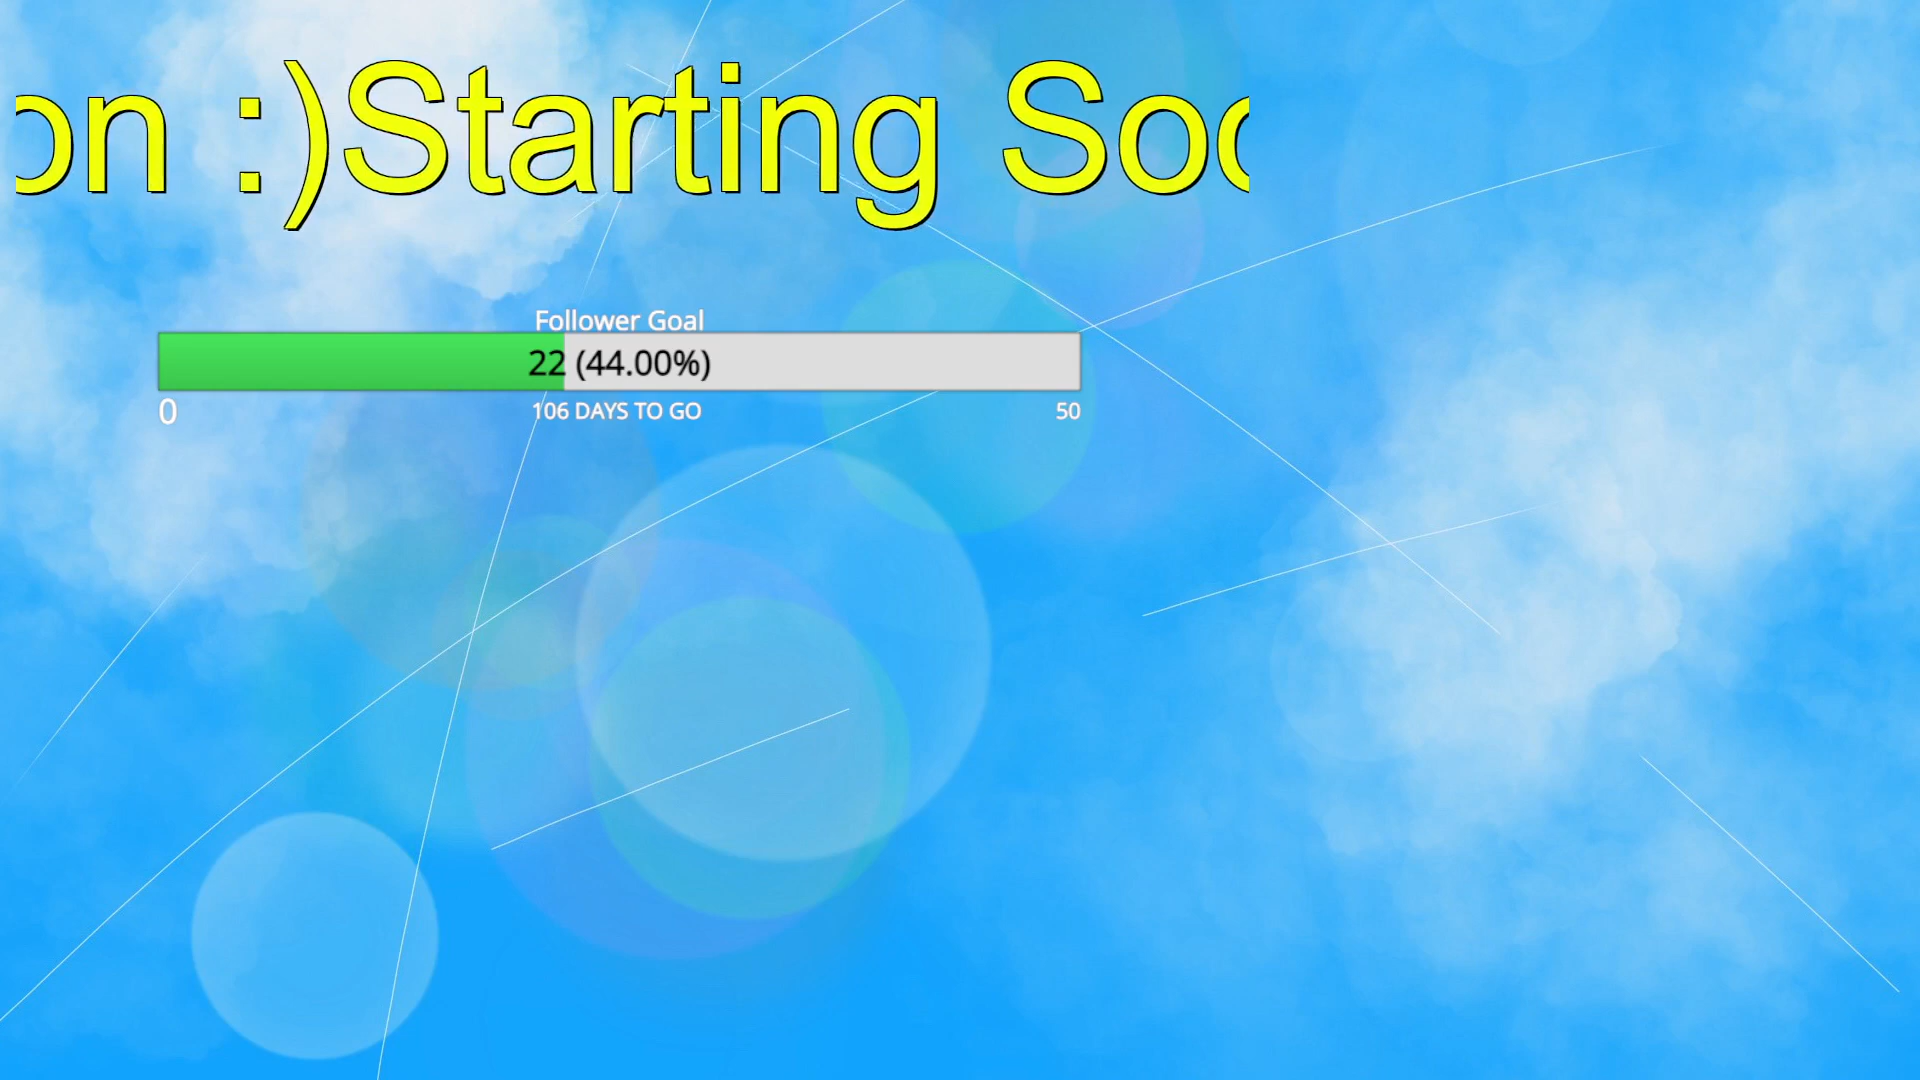 on :)Starting Soo
Follower Goal
22 (44.00%)
0 106 DAYS TO GO 50